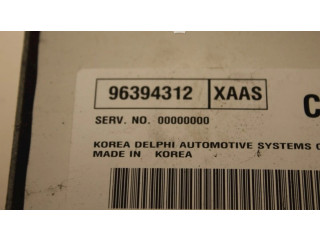 96394312 XAAS
SERV. NO. 00000000
KOREA DELPHI AUTOMOTIVE SYSTEMS
MADE IN KOREA